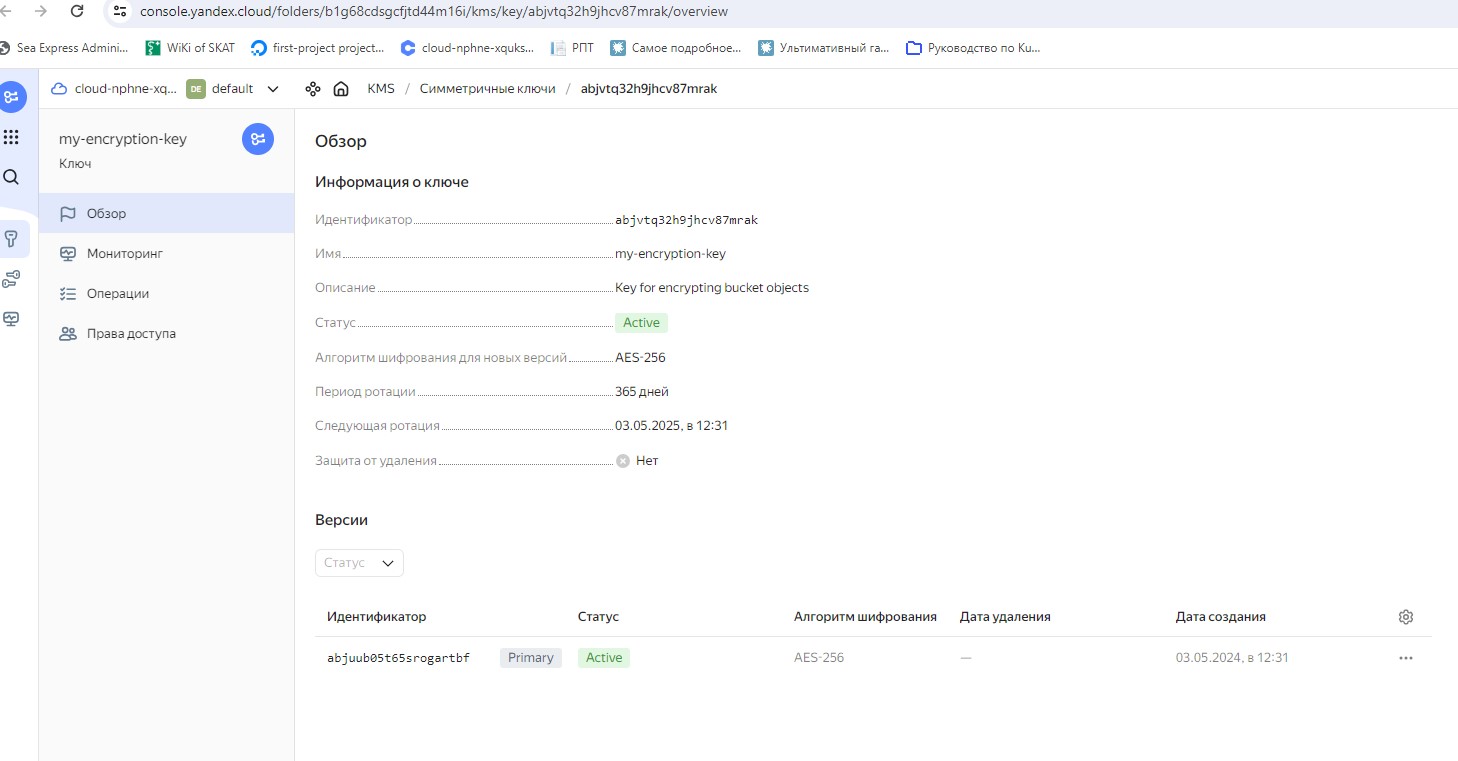 console.yandex.cloud/folders/b1g68cdsgcfjtd44m16i/kms/key/abjvtq32h9jhcv87mrak/overview
Sea Express Admini... WiKi of SKAT first-project project... cloud-nphne-xquks... РПТ Самое подробное... Ультимативный га... Руководство по Ku...
cloud-nphne-xq... DE default KMS / Симметричные ключи / abjvtq32h9jhcv87mrak
my-encryption-key
Ключ
Обзор
Мониторинг
Операции
Права доступа
Обзор
Информация о ключе
Идентификатор abjvtq32h9jhcv87mrak
Имя my-encryption-key
Описание Key for encrypting bucket objects
Статус Active
Алгоритм шифрования для новых версий AES-256
Период ротации 365 дней
Следующая ротация 03.05.2025, в 12:31
Защита от удаления Нет
Версии
Статус
Идентификатор Статус Алгоритм шифрования Дата удаления Дата создания
abjuub05t65srogartbf Primary Active AES-256 — 03.05.2024, в 12:31